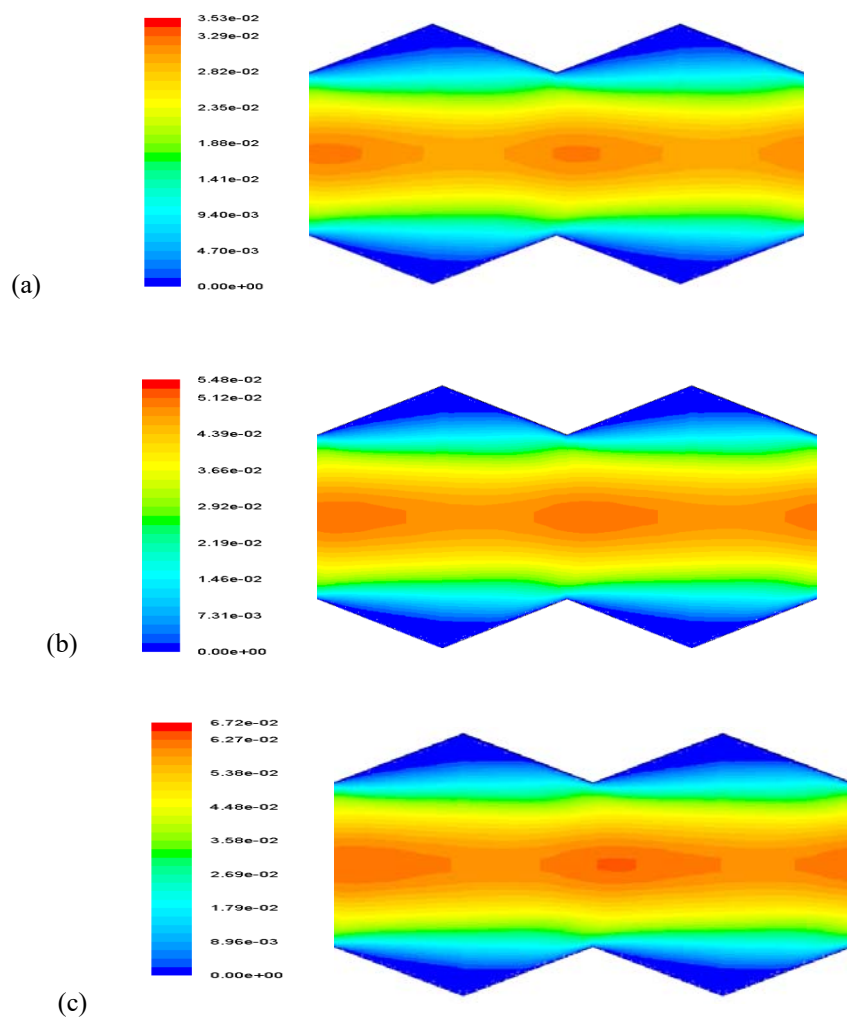 3.53e-02
3.29e-02
2.82e-02
2.35e-02
1.88e-02
1.41e-02
9.40e-03
4.70e-03
0.00e+00
(a)
5.48e-02
5.12e-02
4.39e-02
3.66e-02
2.92e-02
2.19e-02
1.46e-02
7.31e-03
0.00e+00
(b)
6.72e-02
6.27e-02
5.38e-02
4.48e-02
3.58e-02
2.69e-02
1.79e-02
8.96e-03
0.00e+00
(c)